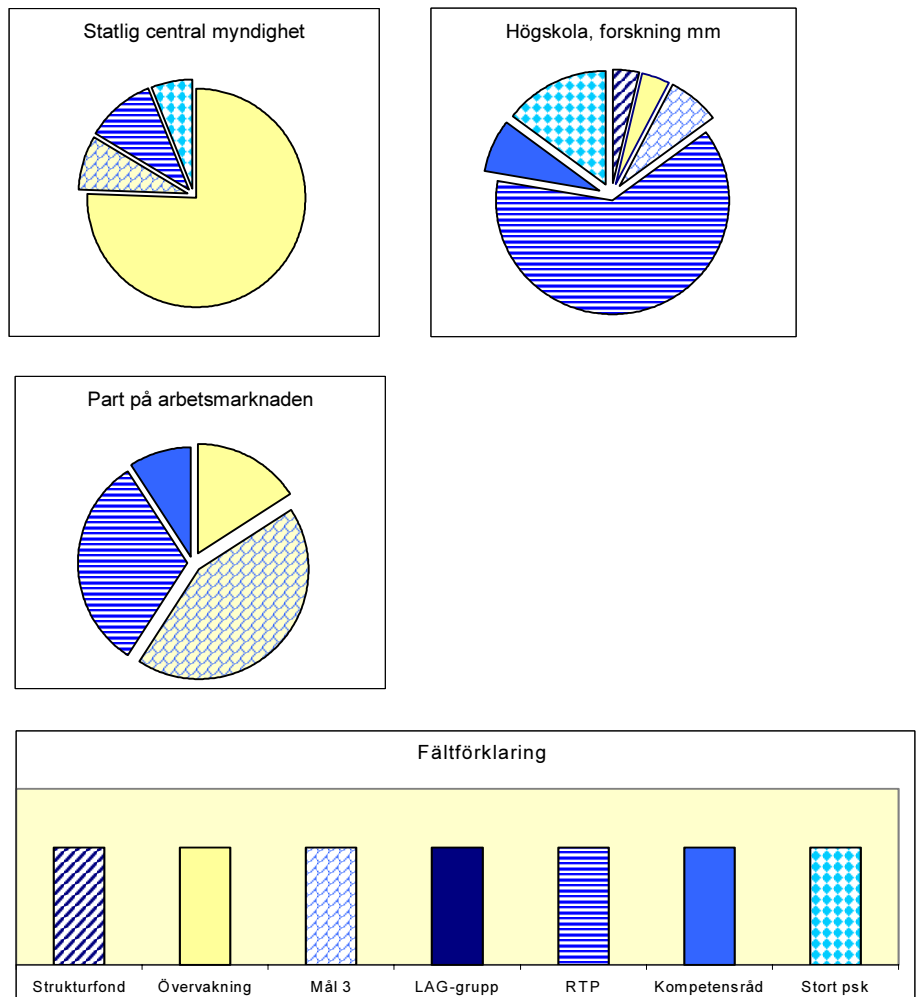 Statlig central myndighet
Högskola, forskning mm
Part på arbetsmarknaden
Fältförklaring
Strukturfond Övervakning Mål 3 LAG-grupp RTP Kompetensråd Stort psk